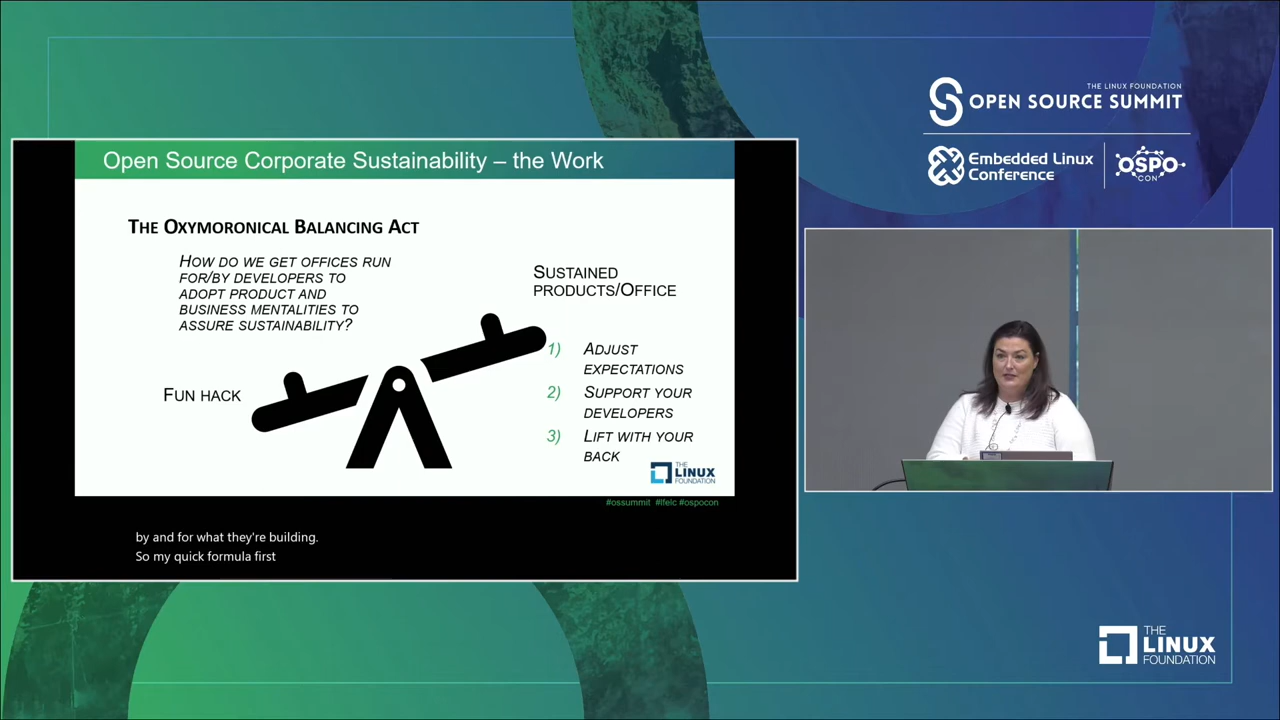 THE LINUX FOUNDATION
OPEN SOURCE SUMMIT
Embedded Linux
Conference
OSPO
CON
Open Source Corporate Sustainability – the Work
THE OXYMORONICAL BALANCING ACT
HOW DO WE GET OFFICES RUN
FOR/BY DEVELOPERS TO
ADOPT PRODUCT AND
BUSINESS MENTALITIES TO
ASSURE SUSTAINABILITY?
FUN HACK
SUSTAINED
PRODUCTS/OFFICE
1) ADJUST
EXPECTATIONS
2) SUPPORT YOUR
DEVELOPERS
3) LIFT WITH YOUR
BACK
THE
LINUX
FOUNDATION
#ossummit #lfelc #ospocon
by and for what they're building.
So my quick formula first
THE
LINUX
FOUNDATION